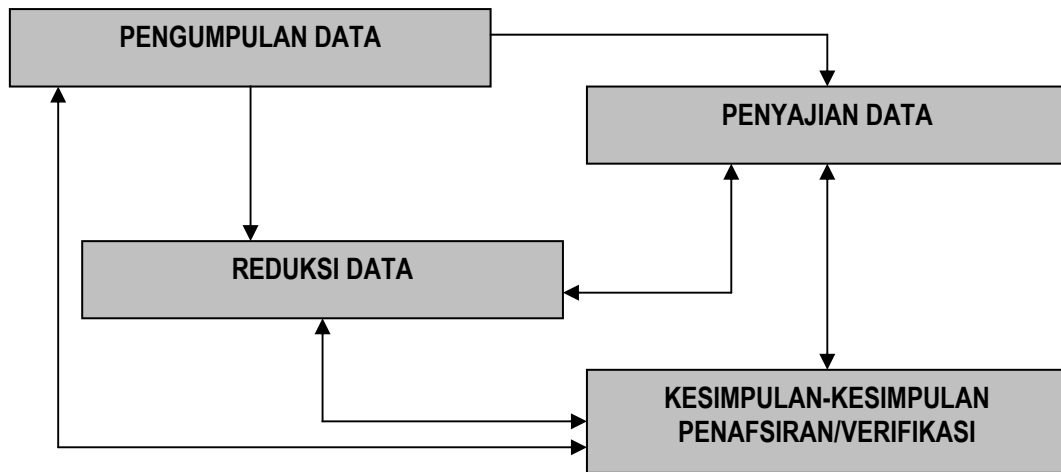 PENGUMPULAN DATA
PENYAJIAN DATA
REDUKSI DATA
KESIMPULAN-KESIMPULAN
PENAFSIRAN/VERIFIKASI